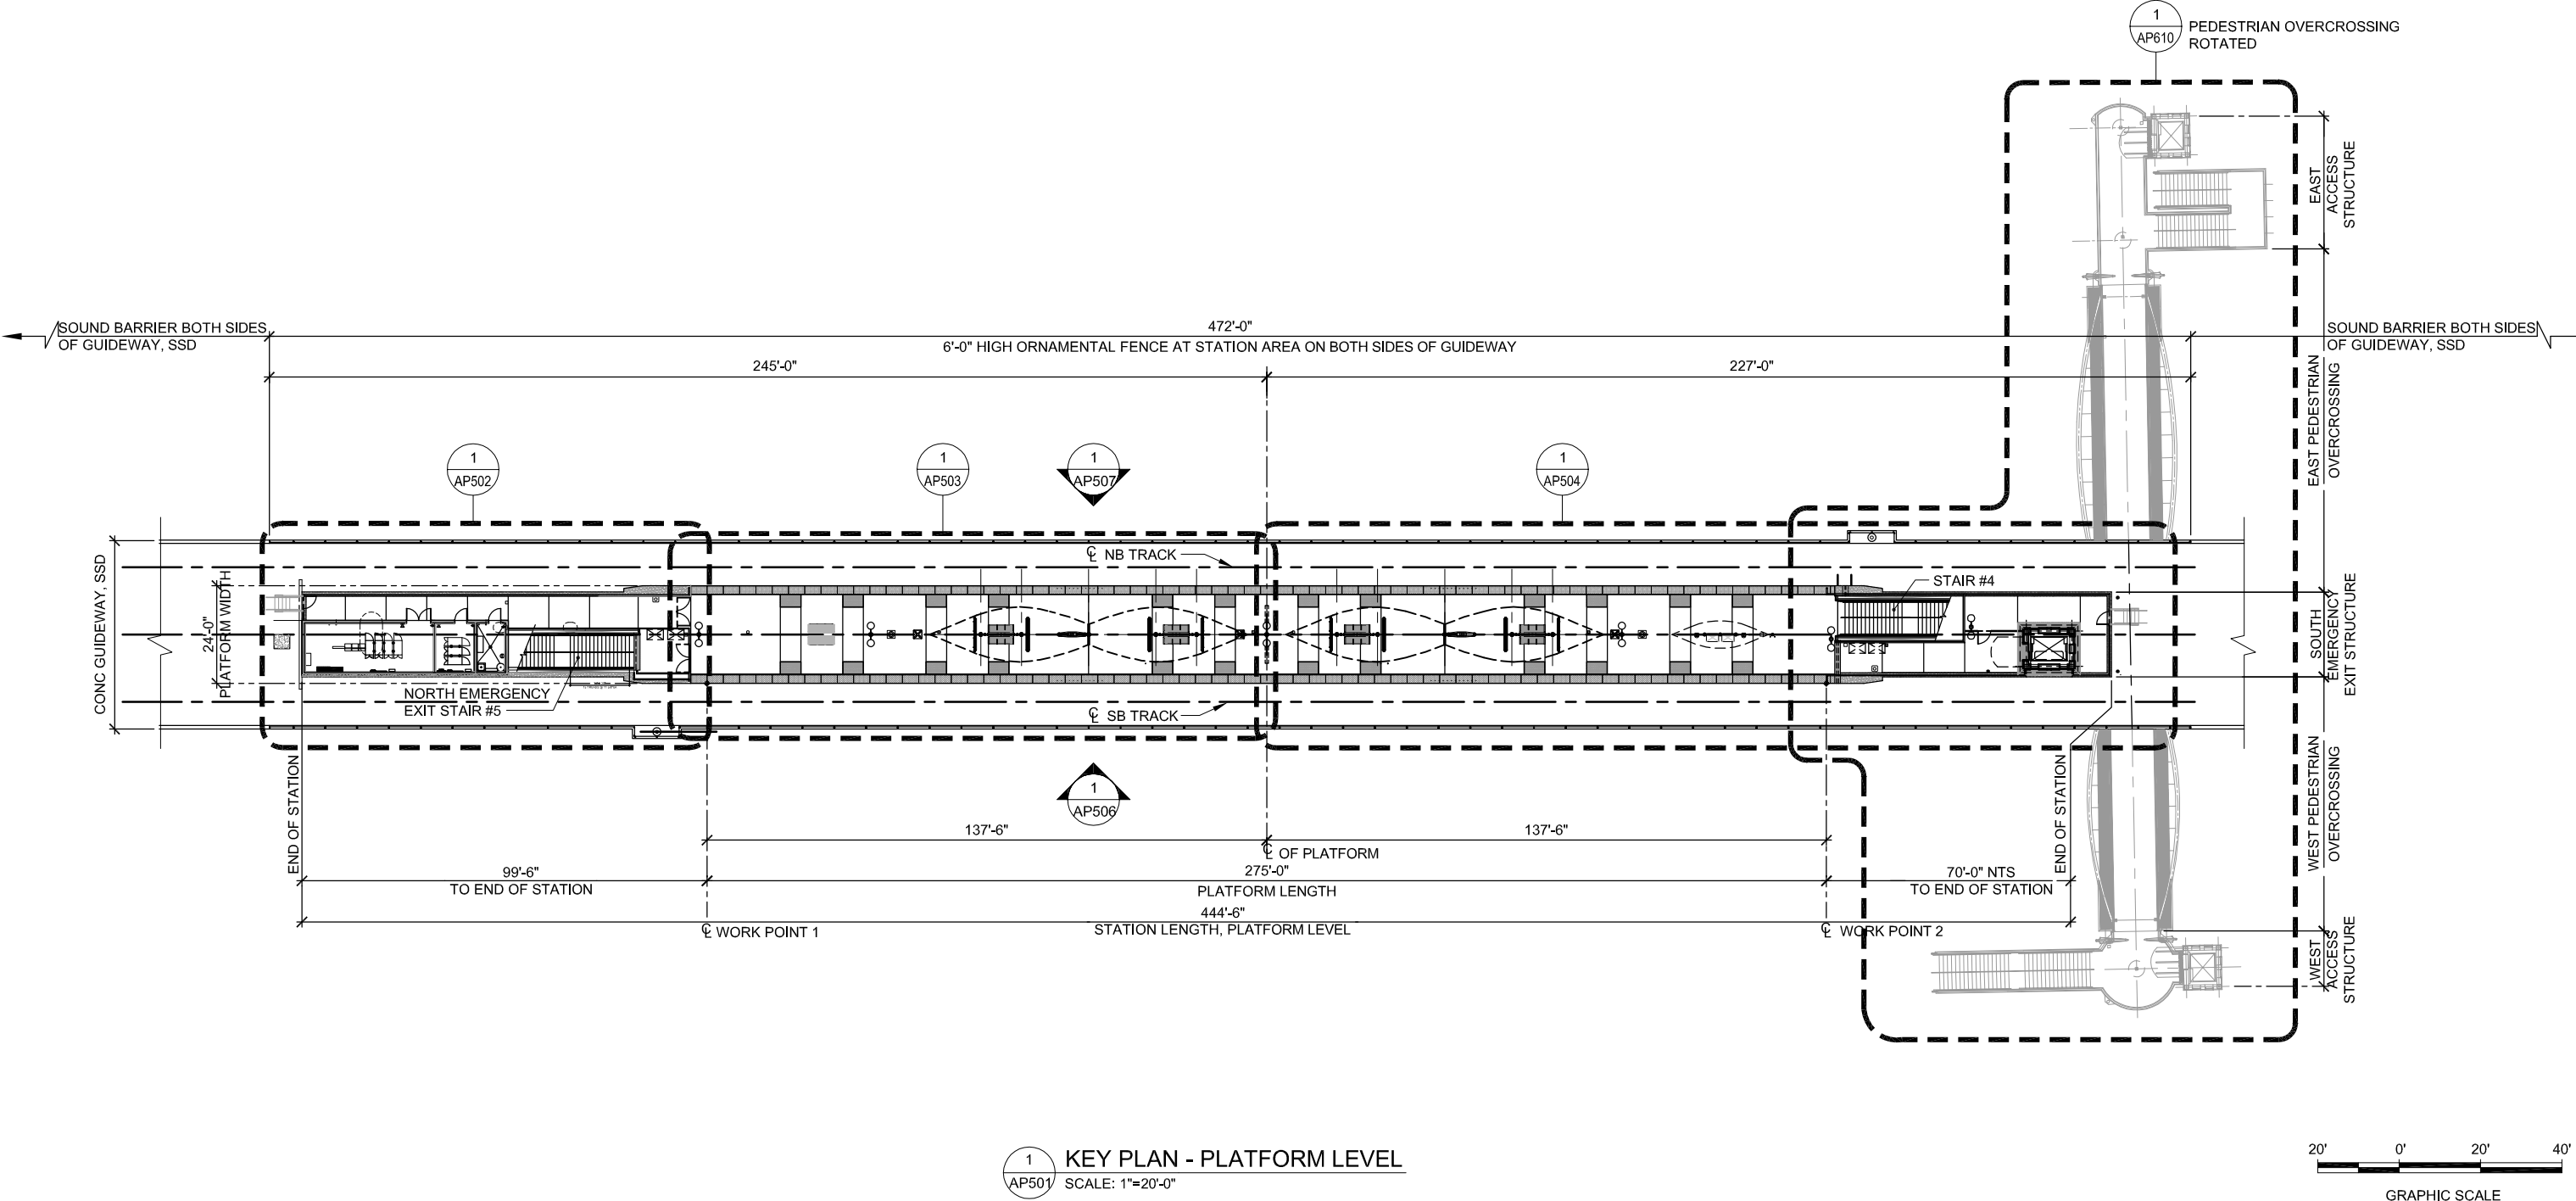 1
AP610
PEDESTRIAN OVERCROSSING
ROTATED
EAST
ACCESS
STRUCTURE
SOUND BARRIER BOTH SIDES
OF GUIDEWAY, SSD
472'-0"
6'-0" HIGH ORNAMENTAL FENCE AT STATION AREA ON BOTH SIDES OF GUIDEWAY
SOUND BARRIER BOTH SIDES
OF GUIDEWAY, SSD
245'-0"
227'-0"
EAST PEDESTRIAN
OVERCROSSING
1
AP502
1
AP503
1
AP507
1
AP504
CONC GUIDEWAY, SSD
24'-0"
PLATFORM WIDTH
℄ NB TRACK
STAIR #4
SOUTH
EMERGENCY
EXIT STRUCTURE
NORTH EMERGENCY
EXIT STAIR #5
℄ SB TRACK
1
AP506
END OF STATION
END OF STATION
WEST PEDESTRIAN
OVERCROSSING
137'-6"
137'-6"
℄ OF PLATFORM
99'-6"
TO END OF STATION
275'-0"
PLATFORM LENGTH
70'-0" NTS
TO END OF STATION
444'-6"
STATION LENGTH, PLATFORM LEVEL
℄ WORK POINT 1
℄ WORK POINT 2
WEST
ACCESS
STRUCTURE
1
AP501
KEY PLAN - PLATFORM LEVEL
SCALE: 1"=20'-0"
20' 0' 20' 40'
GRAPHIC SCALE